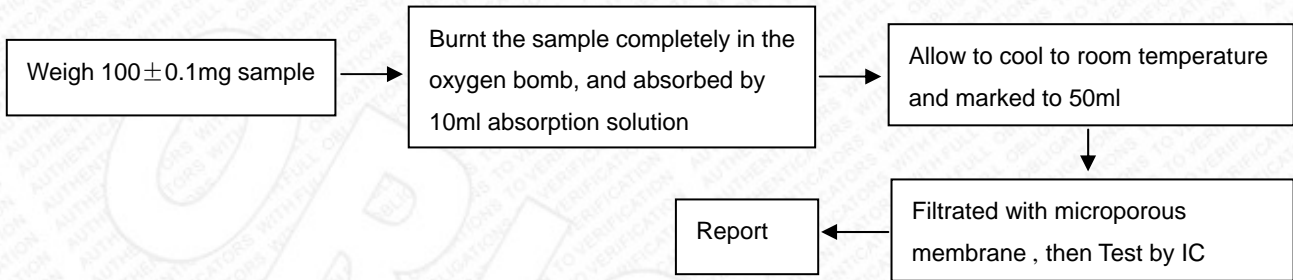 Weigh 100±0.1mg sample
Burnt the sample completely in the
oxygen bomb, and absorbed by
10ml absorption solution
Allow to cool to room temperature
and marked to 50ml
Filtrated with microporous
membrane , then Test by IC
Report